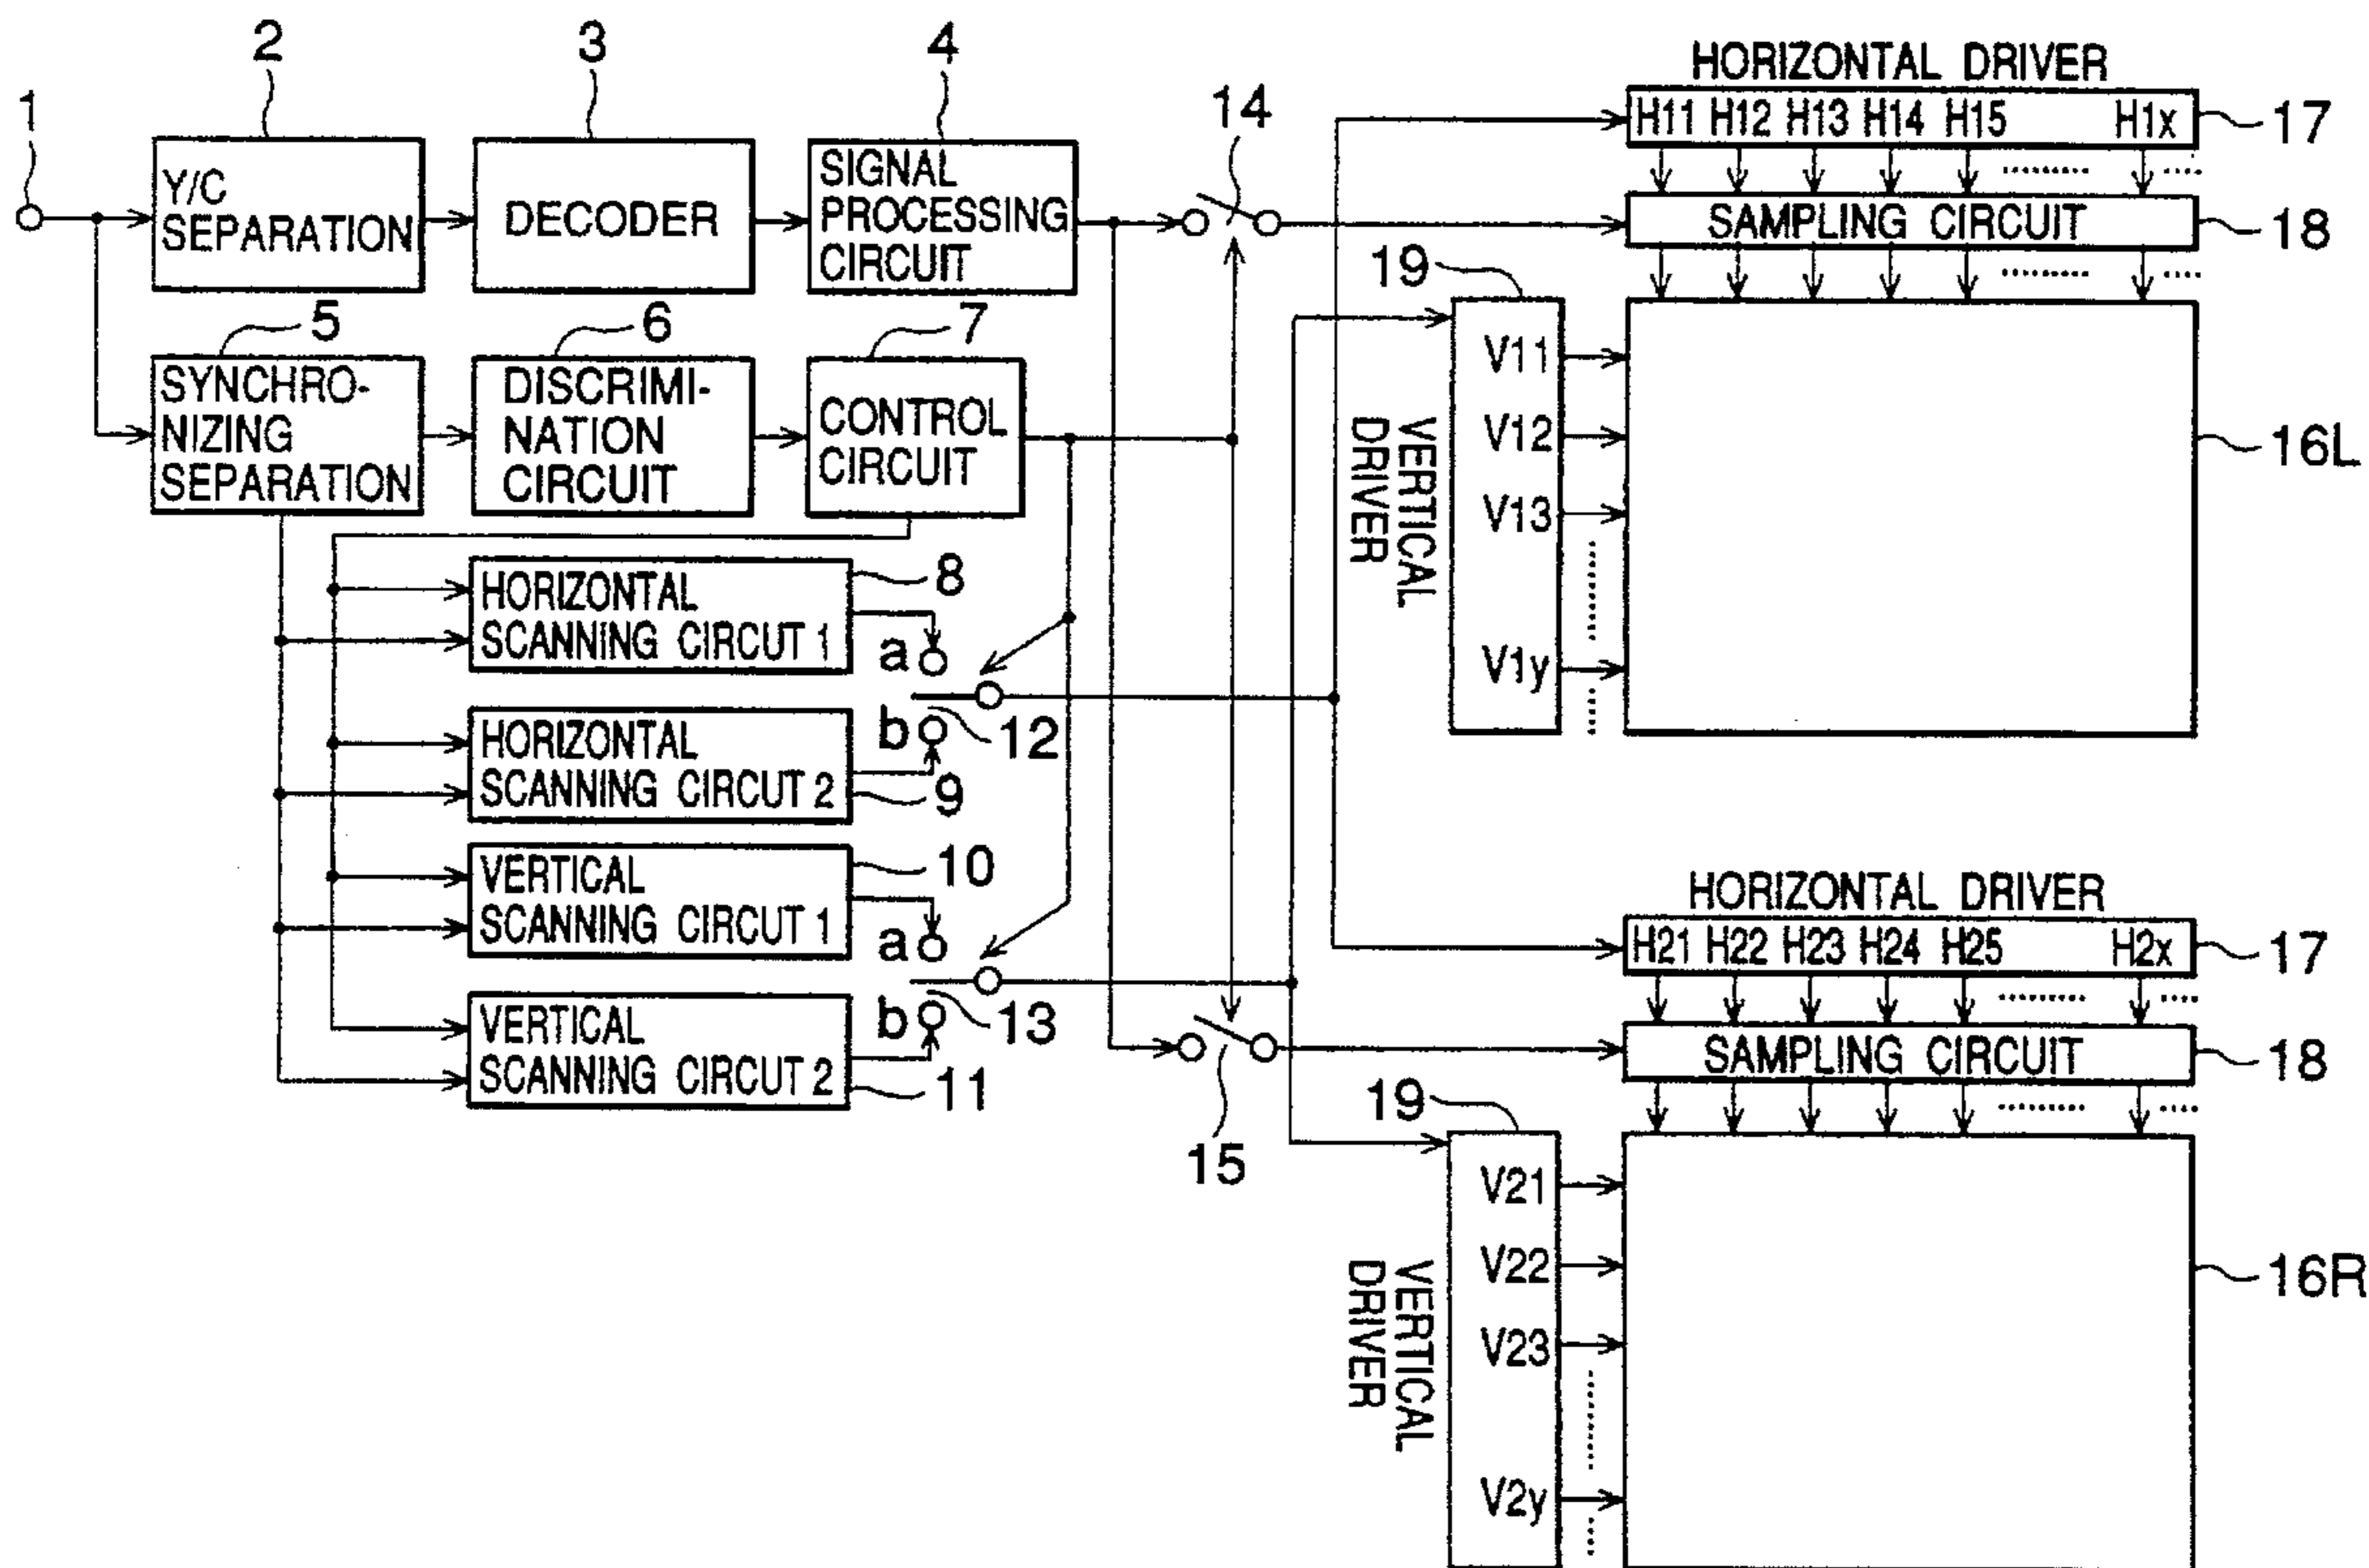 1
2
3
4
Y/C
SEPARATION
DECODER
SIGNAL
PROCESSING
CIRCUIT
5
6
7
SYNCHRO-
NIZING
SEPARATION
DISCRIMI-
NATION
CIRCUIT
CONTROL
CIRCUIT
HORIZONTAL
SCANNING CIRCUT 1
8
a
HORIZONTAL
SCANNING CIRCUT 2
9
b
12
VERTICAL
SCANNING CIRCUT 1
10
a
VERTICAL
SCANNING CIRCUT 2
11
b
13
14
15
HORIZONTAL DRIVER
H11 H12 H13 H14 H15 H1x
17
SAMPLING CIRCUIT
18
19
VERTICAL
DRIVER
V11
V12
V13
V1y
16L
HORIZONTAL DRIVER
H21 H22 H23 H24 H25 H2x
17
SAMPLING CIRCUIT
18
19
VERTICAL
DRIVER
V21
V22
V23
V2y
16R